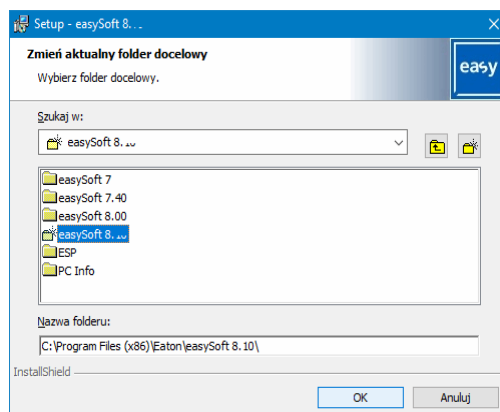 Setup - easySoft 8. . .
Zmień aktualny folder docelowy
Wybierz folder docelowy.
easy
Szukaj w:
easySoft 8.
easySoft 7
easySoft 7.40
easySoft 8.00
easySoft 8.
ESP
PC Info
Nazwa folderu:
C:\Program Files (x86)\Eaton\easySoft 8.10\
InstallShield
OK Anuluj